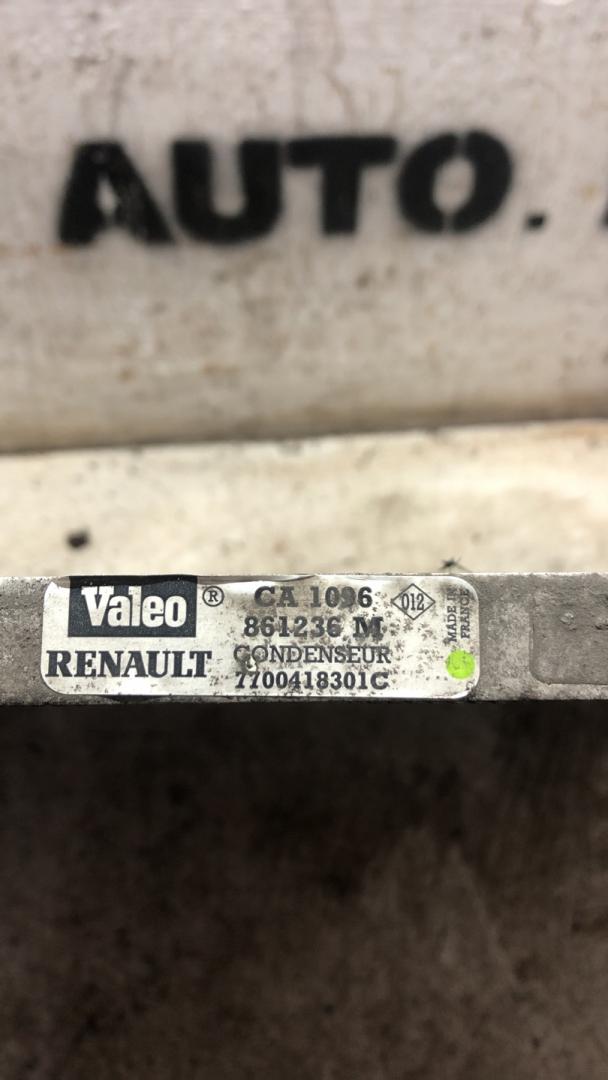 AUTO.
Valeo ® CA 1096 012
861236 M
RENAULT CONDENSEUR
7700418301C
MADE IN
FRANCE